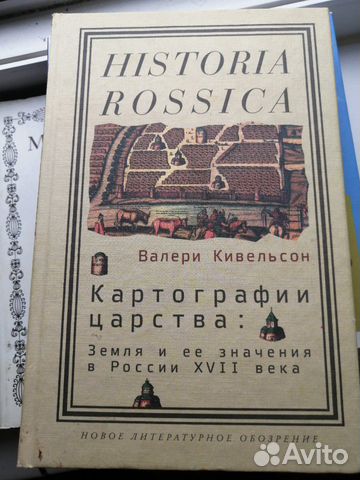 HISTORIA
ROSSICA
М
Валери Кивельсон
Картографии
царства:
Земля и ее значения
в России XVII века
НОВОЕ ЛИТЕРАТУРНОЕ ОБОЗРЕНИЕ
Avito